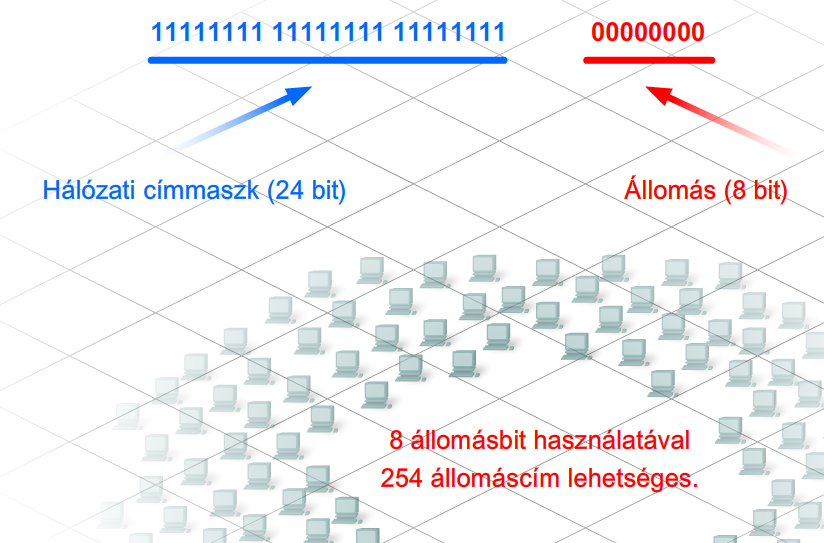 11111111 11111111 11111111 00000000
Hálózati címmaszk (24 bit) Állomás (8 bit)
8 állomásbit használatával
254 állomáscím lehetséges.